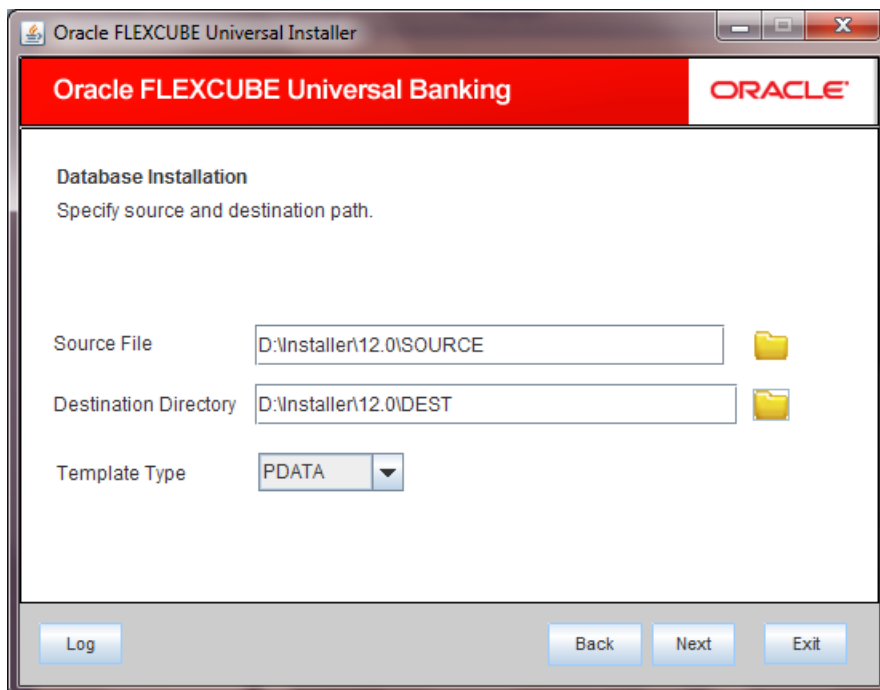 Oracle FLEXCUBE Universal Installer
Oracle FLEXCUBE Universal Banking
ORACLE
Database Installation
Specify source and destination path.
Source File D:\Installer\12.0\SOURCE
Destination Directory D:\Installer\12.0\DEST
Template Type PDATA
Log Back Next Exit